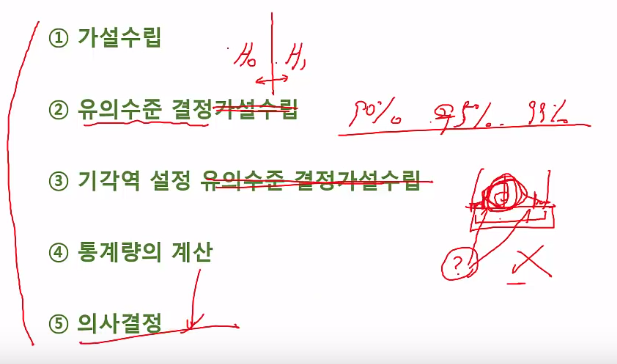 ① 가설수립
H₀ H₁
② 유의수준 결정가설수립
90% 95% 99%
③ 기각역 설정 유의수준 결정가설수립
?
④ 통계량의 계산
⑤ 의사결정